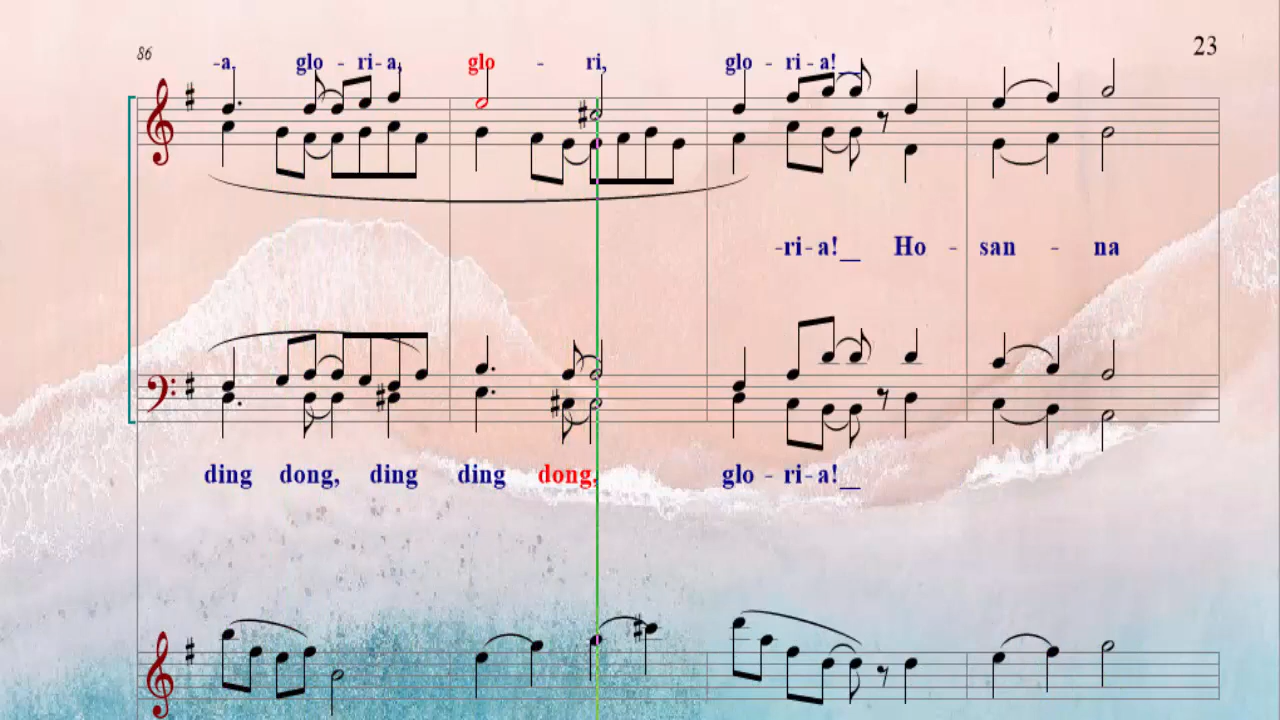 23
86
-a, glo - ri-a, glo - ri, glo - ri-a!
-ri-a!_ Ho - san - na
ding dong, ding ding dong, glo - ri-a!_